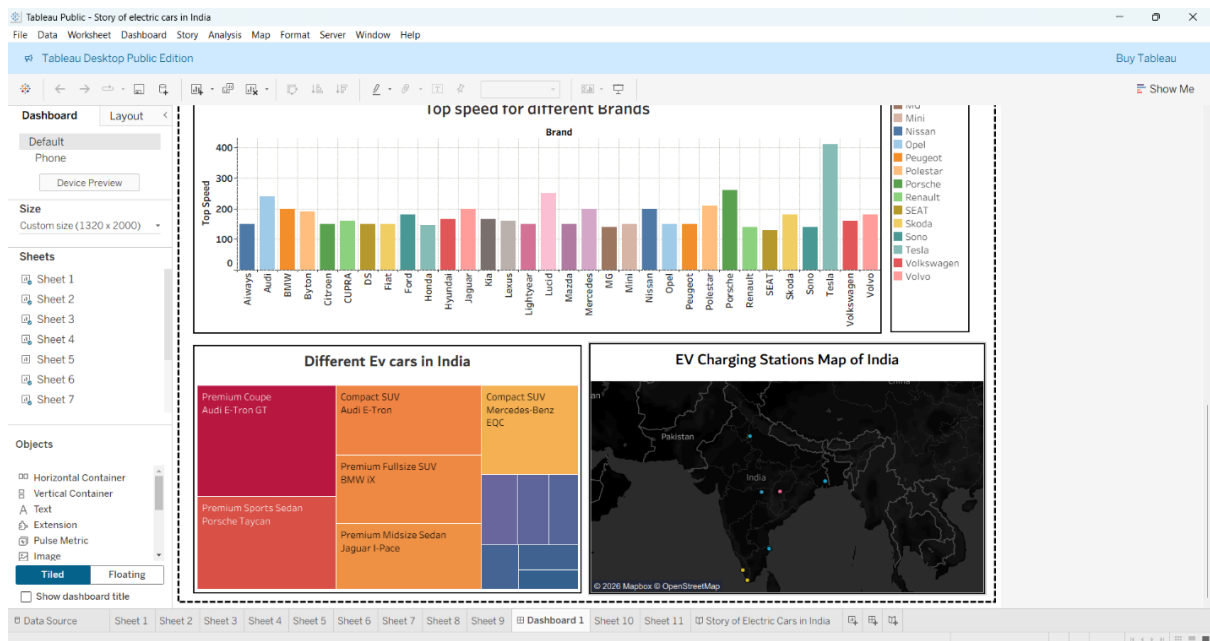 Tableau Public - Story of electric cars in India
File Data Worksheet Dashboard Story Analysis Map Format Server Window Help
Tableau Desktop Public Edition
Buy Tableau
Show Me
Dashboard Layout
Default
Phone
Device Preview
Size
Custom size (1320 x 2000)
Sheets
Sheet 1
Sheet 2
Sheet 3
Sheet 4
Sheet 5
Sheet 6
Sheet 7
Objects
Horizontal Container
Vertical Container
Text
Extension
Pulse Metric
Image
Tiled Floating
Show dashboard title
Top speed for different Brands
Brand
Top Speed
400
300
200
100
0
Aiways
Audi
BMW
Byton
Citroen
CUPRA
DS
Fiat
Ford
Honda
Hyundai
Jaguar
Kia
Lexus
Lightyear
Lucid
Mazda
Mercedes
MG
Mini
Nissan
Opel
Peugeot
Polestar
Porsche
Renault
SEAT
Skoda
Sono
Tesla
Volkswagen
Volvo
Mini
Nissan
Opel
Peugeot
Polestar
Porsche
Renault
SEAT
Skoda
Sono
Tesla
Volkswagen
Volvo
Different Ev cars in India
Premium Coupe
Audi E-Tron GT
Premium Sports Sedan
Porsche Taycan
Compact SUV
Audi E-Tron
Premium Fullsize SUV
BMW iX
Premium Midsize Sedan
Jaguar I-Pace
Compact SUV
Mercedes-Benz
EQC
EV Charging Stations Map of India
Pakistan
India
© 2026 Mapbox © OpenStreetMap
Data Source Sheet 1 Sheet 2 Sheet 3 Sheet 4 Sheet 5 Sheet 6 Sheet 7 Sheet 8 Sheet 9 Dashboard 1 Sheet 10 Sheet 11 Story of Electric Cars in India